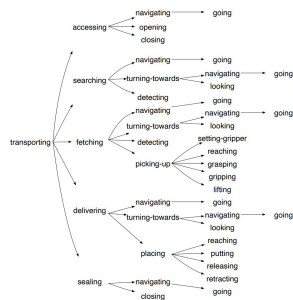 navigating going
accessing opening
closing
navigating going
searching turning-towards navigating going
looking
detecting
navigating going
turning-towards navigating going
looking
transporting fetching detecting
setting-gripper
reaching
picking-up grasping
gripping
lifting
navigating going
delivering turning-towards navigating going
looking
reaching
placing putting
releasing
retracting
sealing navigating going
closing